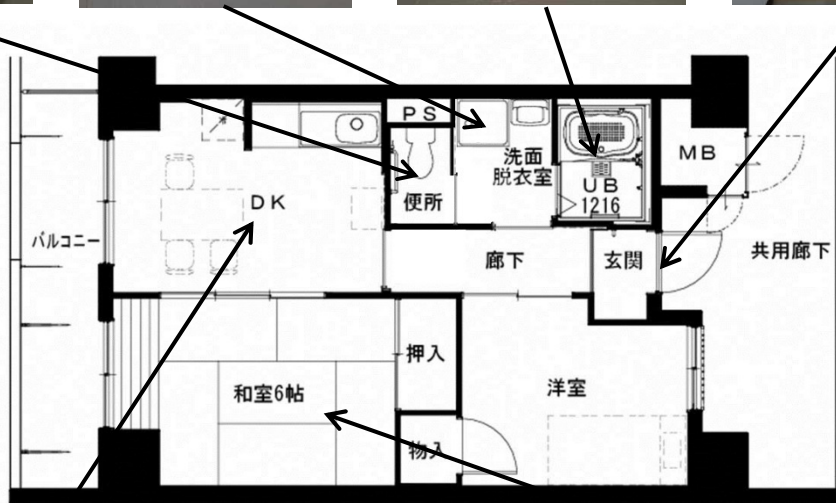 PS
MB
洗面
脱衣室
UB
1216
DK
便所
バルコニー
廊下
玄関
共用廊下
押入
和室6帖
洋室
物入